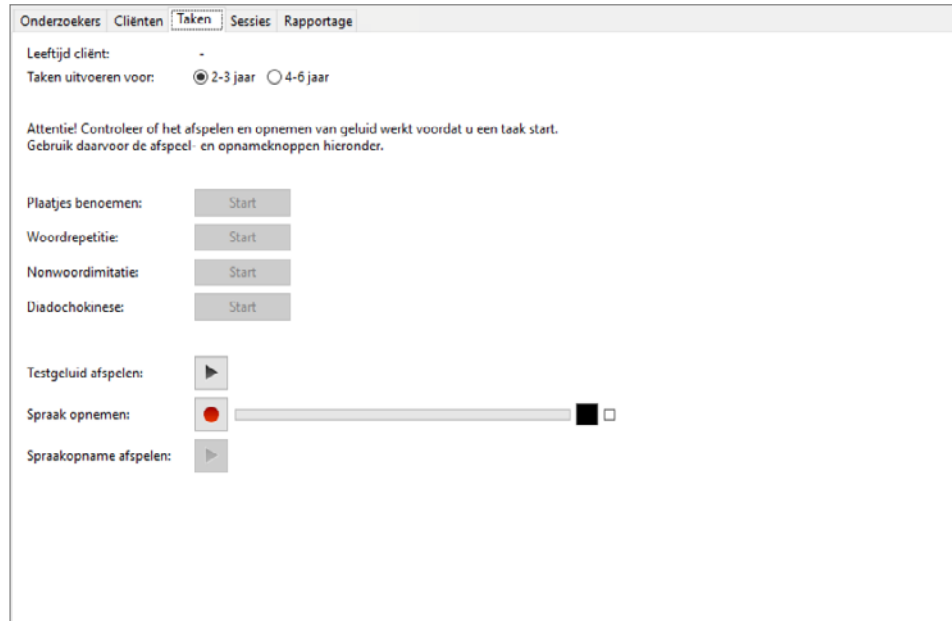 Onderzoekers Cliënten Taken Sessies Rapportage
Leeftijd cliënt: -
Taken uitvoeren voor: 2-3 jaar 4-6 jaar
Attentie! Controleer of het afspelen en opnemen van geluid werkt voordat u een taak start.
Gebruik daarvoor de afspeel- en opnameknoppen hieronder.
Plaatjes benoemen: Start
Woordrepetitie: Start
Nonwoordimitatie: Start
Diadochokinese: Start
Testgeluid afspelen:
Spraak opnemen:
Spraakopname afspelen: